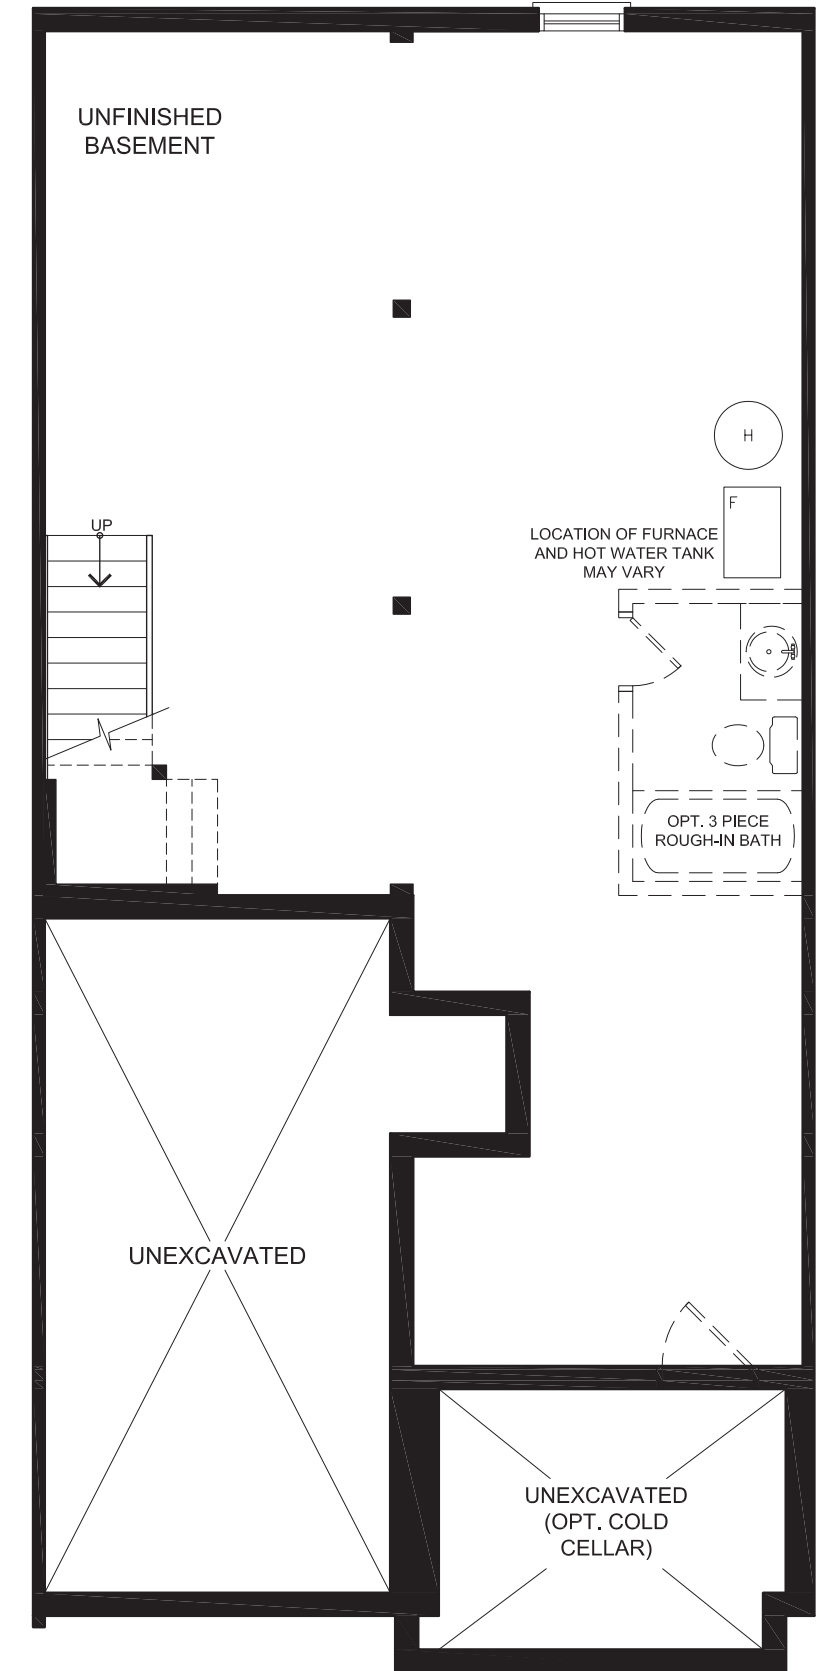 UNFINISHED
BASEMENT
H
F
UP
LOCATION OF FURNACE
AND HOT WATER TANK
MAY VARY
OPT. 3 PIECE
ROUGH-IN BATH
UNEXCAVATED
UNEXCAVATED
(OPT. COLD
CELLAR)